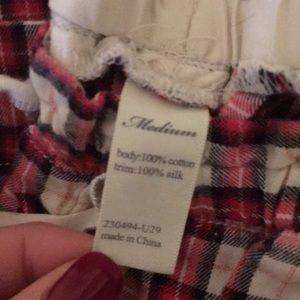 Medium
body:100% cotton
trim:100% silk
230494-U29
made in China